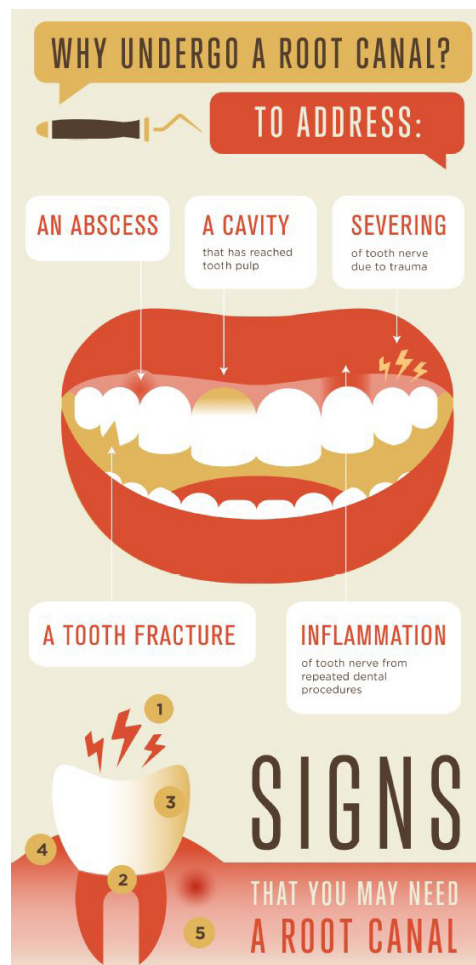 WHY UNDERGO A ROOT CANAL?
TO ADDRESS:
AN ABSCESS
A CAVITY
that has reached
tooth pulp
SEVERING
of tooth nerve
due to trauma
A TOOTH FRACTURE
INFLAMMATION
of tooth nerve from
repeated dental
procedures
1
3
4
2
5
SIGNS
THAT YOU MAY NEED
A ROOT CANAL